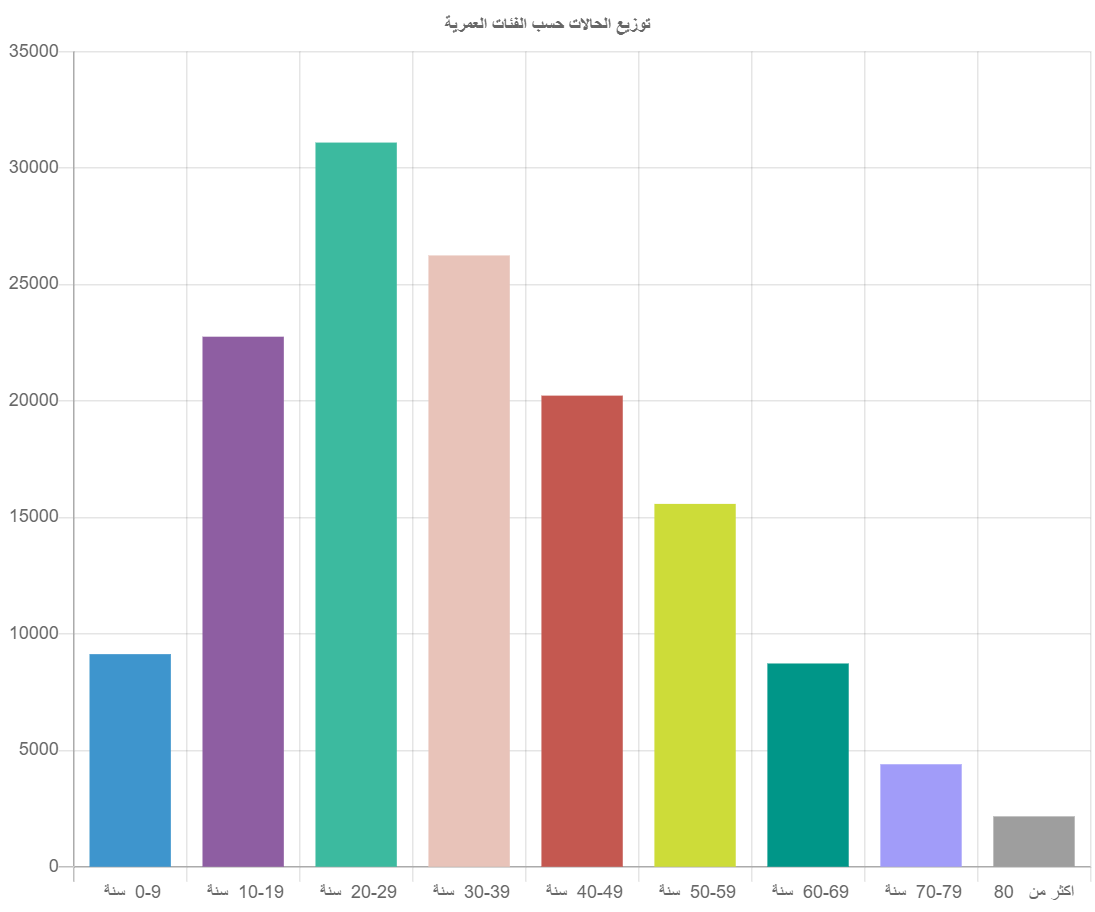 توزيع الحالات حسب الفئات العمرية
35000
30000
25000
20000
15000
10000
5000
0
0-9 سنة
10-19 سنة
20-29 سنة
30-39 سنة
40-49 سنة
50-59 سنة
60-69 سنة
70-79 سنة
اكثر من 80